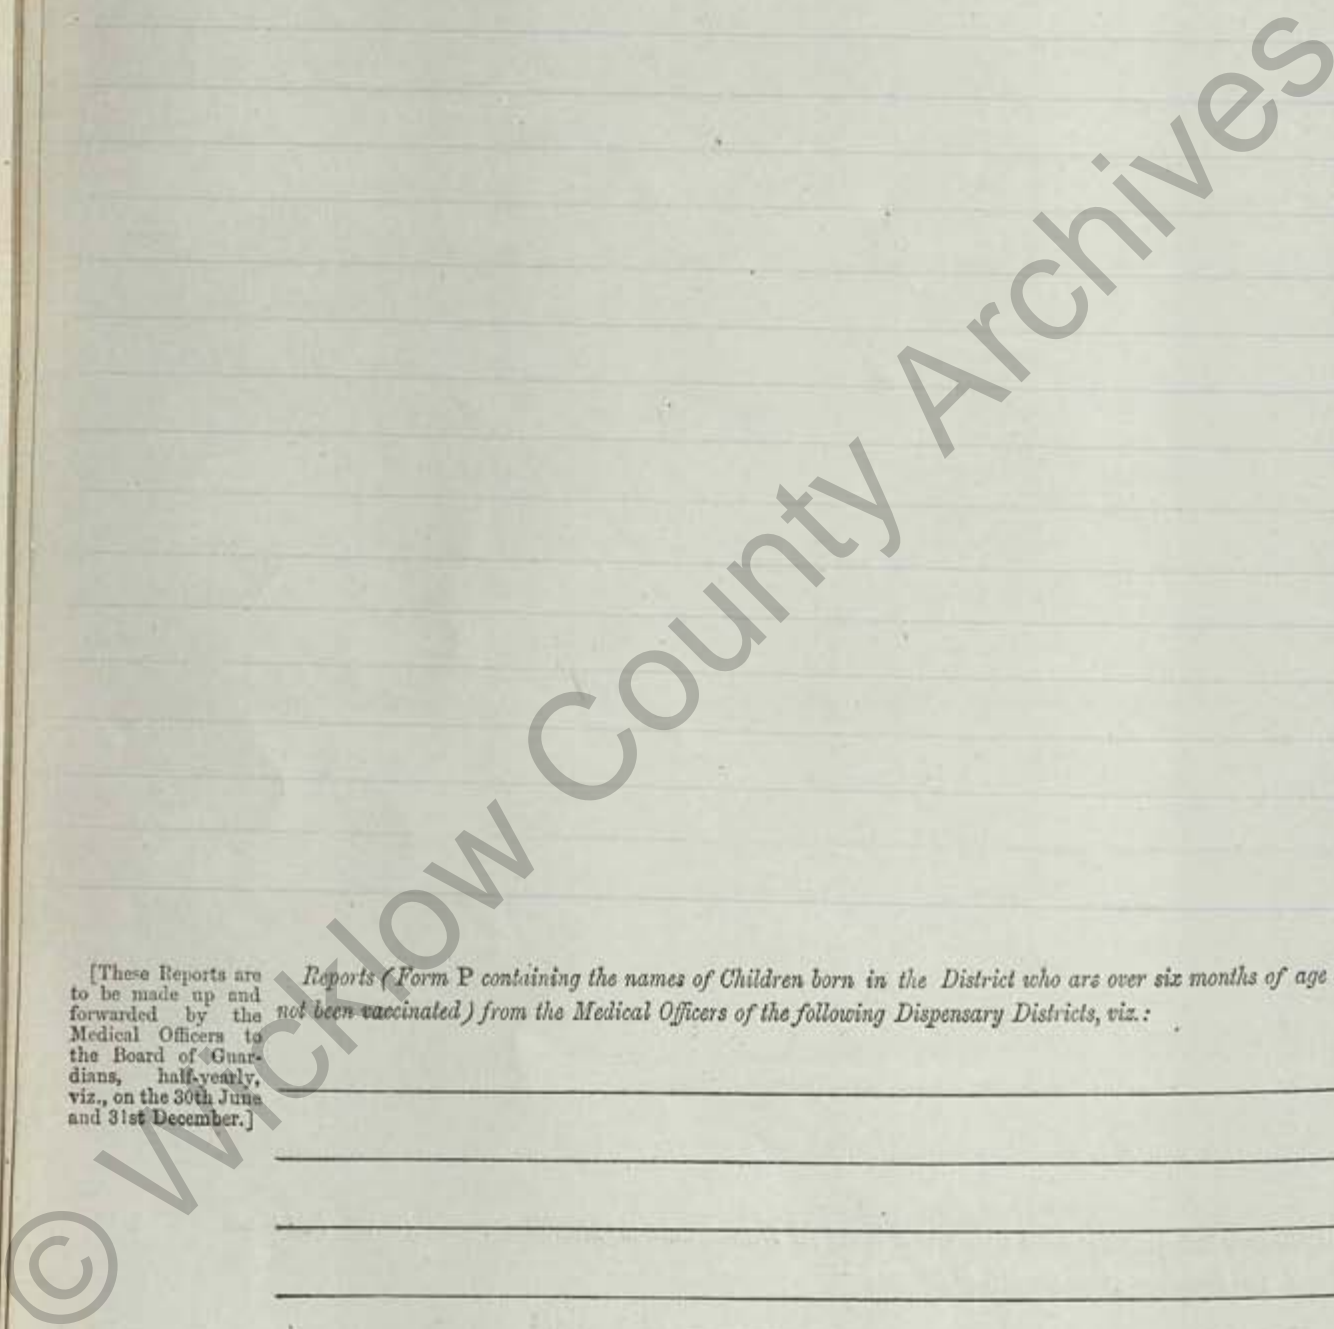 [These Reports are
to be made up and
forwarded by the
Medical Officers to
the Board of Guar-
dians, half-yearly,
viz., on the 30th June
and 31st December.]
Reports (Form P containing the names of Children born in the District who are over six months of age
not been vaccinated) from the Medical Officers of the following Dispensary Districts, viz.:
© Wicklow County Archives